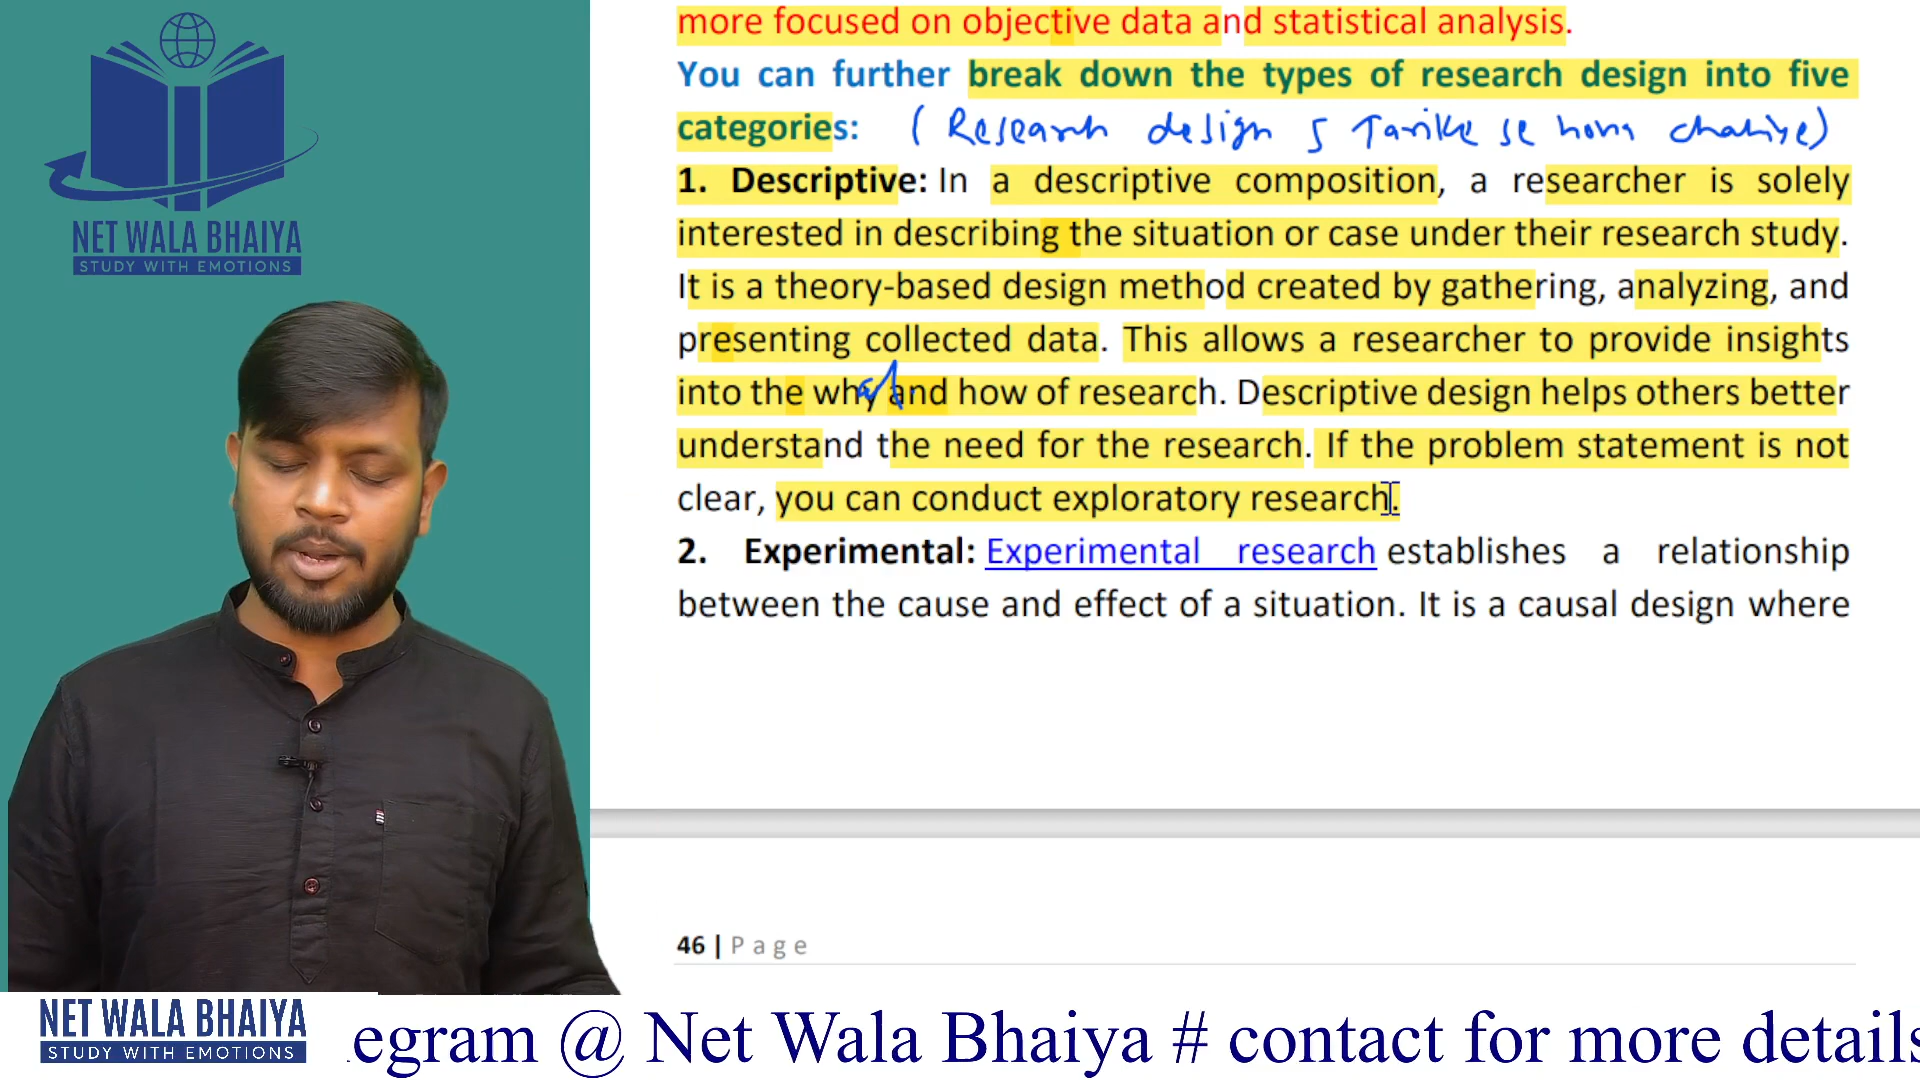 NET WALA BHAIYA
STUDY WITH EMOTIONS
more focused on objective data and statistical analysis.
You can further break down the types of research design into five
categories: ( Research design 5 Tarike se hona chahiye)
1. Descriptive: In a descriptive composition, a researcher is solely
interested in describing the situation or case under their research study.
It is a theory-based design method created by gathering, analyzing, and
presenting collected data. This allows a researcher to provide insights
into the why and how of research. Descriptive design helps others better
understand the need for the research. If the problem statement is not
clear, you can conduct exploratory research.
2. Experimental: Experimental research establishes a relationship
between the cause and effect of a situation. It is a causal design where
46 | Page
NET WALA BHAIYA
STUDY WITH EMOTIONS
egram @ Net Wala Bhaiya # contact for more details